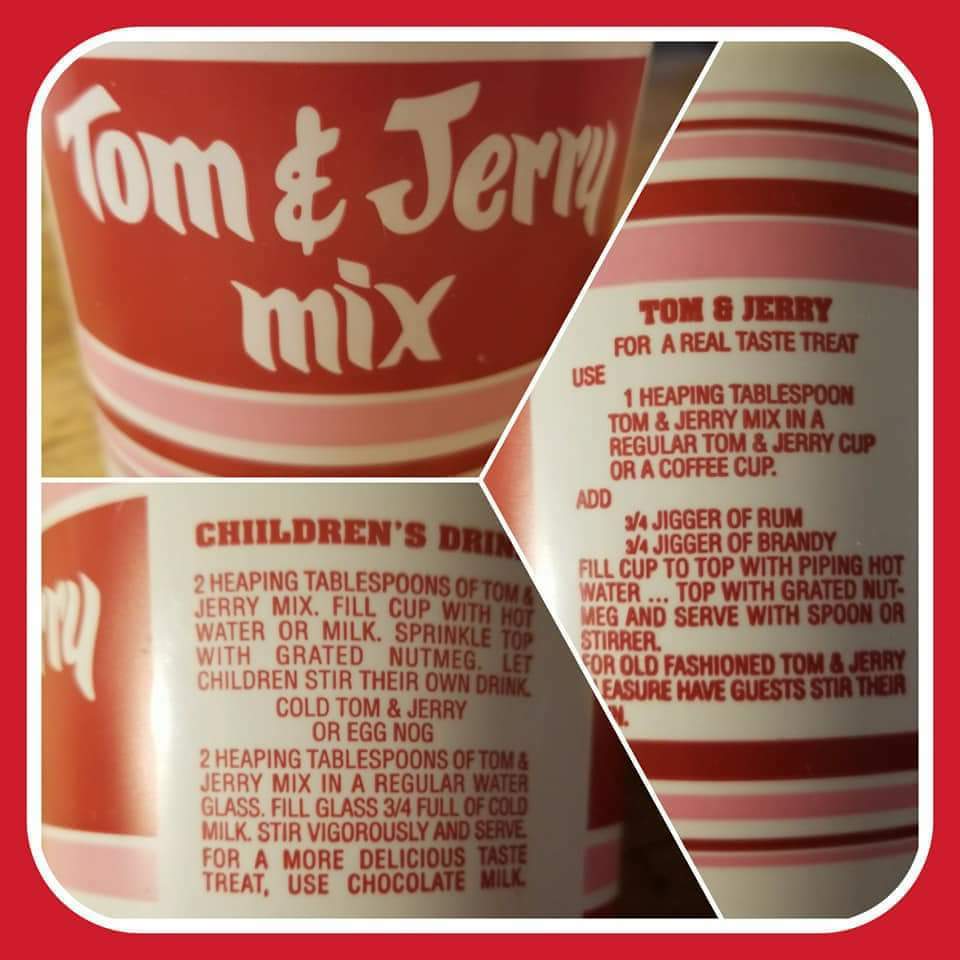 Tom & Jerry
mix
TOM & JERRY
FOR A REAL TASTE TREAT
USE
1 HEAPING TABLESPOON
TOM & JERRY MIX IN A
REGULAR TOM & JERRY CUP
OR A COFFEE CUP.
ADD
3/4 JIGGER OF RUM
3/4 JIGGER OF BRANDY
FILL CUP TO TOP WITH PIPING HOT
WATER ... TOP WITH GRATED NUT-
MEG AND SERVE WITH SPOON OR
STIRRER.
FOR OLD FASHIONED TOM & JERRY
EASURE HAVE GUESTS STIR THEIR
N.
rry
CHIILDREN'S DRIN
2 HEAPING TABLESPOONS OF TOM &
JERRY MIX. FILL CUP WITH HOT
WATER OR MILK. SPRINKLE TOP
WITH GRATED NUTMEG. LET
CHILDREN STIR THEIR OWN DRINK.
COLD TOM & JERRY
OR EGG NOG
2 HEAPING TABLESPOONS OF TOM &
JERRY MIX IN A REGULAR WATER
GLASS. FILL GLASS 3/4 FULL OF COLD
MILK. STIR VIGOROUSLY AND SERVE.
FOR A MORE DELICIOUS TASTE
TREAT, USE CHOCOLATE MILK.